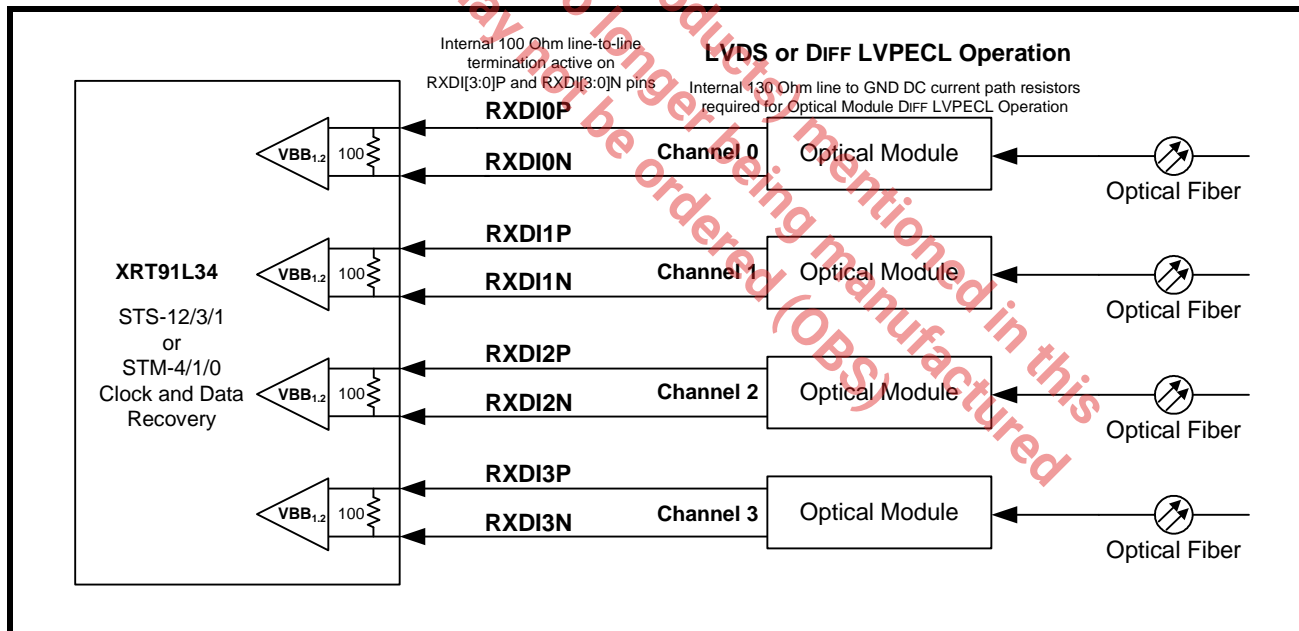 Internal 100 Ohm line-to-line
termination active on
RXDI[3:0]P and RXDI[3:0]N pins
LVDS or DIFF LVPECL Operation
Internal 130 Ohm line to GND DC current path resistors
required for Optical Module DIFF LVPECL Operation
XRT91L34
STS-12/3/1
or
STM-4/1/0
Clock and Data
Recovery
VBB1.2
100
RXDI0P
RXDI0N
Channel 0
Optical Module
Optical Fiber
VBB1.2
100
RXDI1P
RXDI1N
Channel 1
Optical Module
Optical Fiber
VBB1.2
100
RXDI2P
RXDI2N
Channel 2
Optical Module
Optical Fiber
VBB1.2
100
RXDI3P
RXDI3N
Channel 3
Optical Module
Optical Fiber
roducts) mentioned in this
o longer being manufactured
ay not be ordered (OBS)